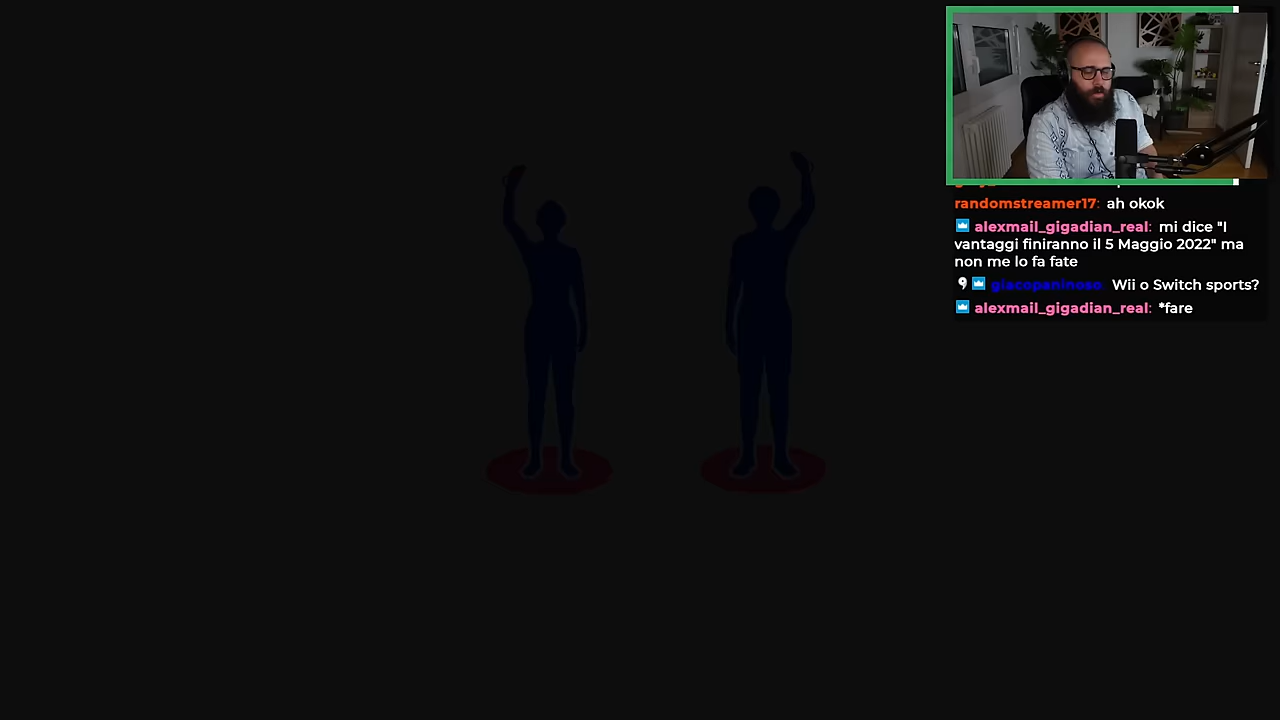 randomstreamer17: ah okok
alexmail_gigadian_real: mi dice "I
vantaggi finiranno il 5 Maggio 2022" ma
non me lo fa fate
giacopaninoso: Wii o Switch sports?
alexmail_gigadian_real: *fare